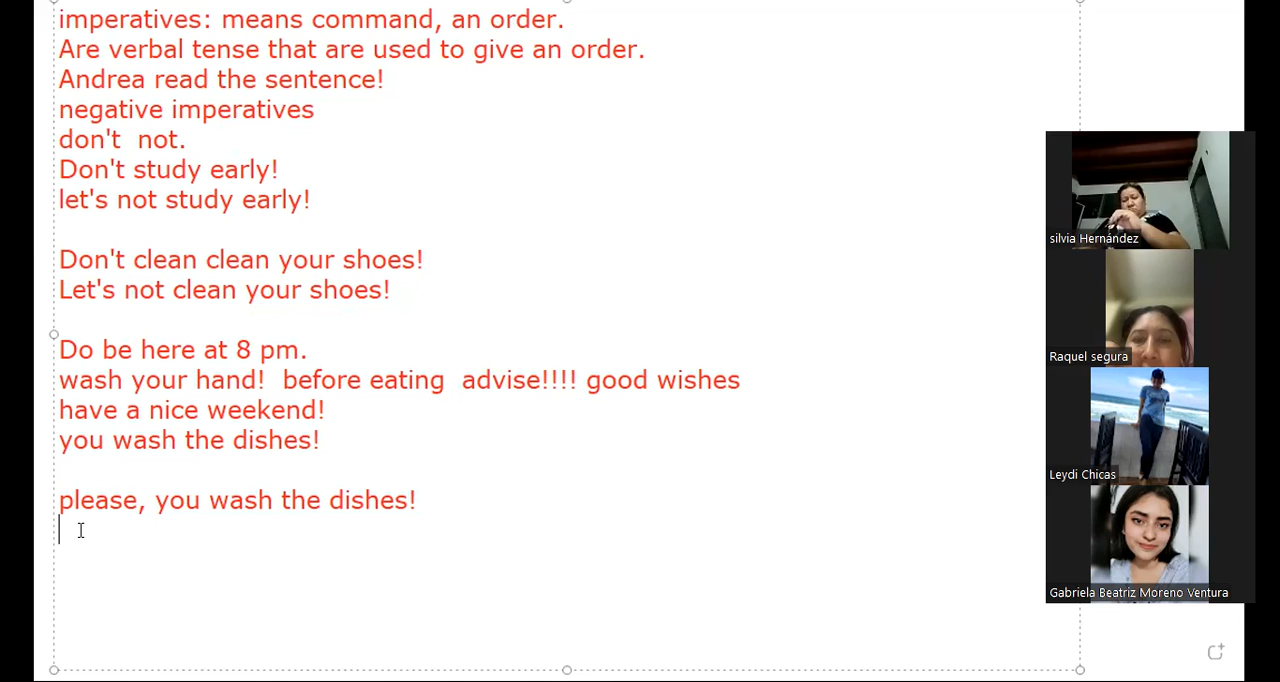 imperatives: means command, an order.
Are verbal tense that are used to give an order.
Andrea read the sentence!
negative imperatives
don't  not.
Don't study early!
let's not study early!
Don't clean clean your shoes!
Let's not clean your shoes!
Do be here at 8 pm.
wash your hand!  before eating  advise!!!! good wishes
have a nice weekend!
you wash the dishes!
please, you wash the dishes!
silvia Hernández
Raquel segura
Leydi Chicas
Gabriela Beatriz Moreno Ventura